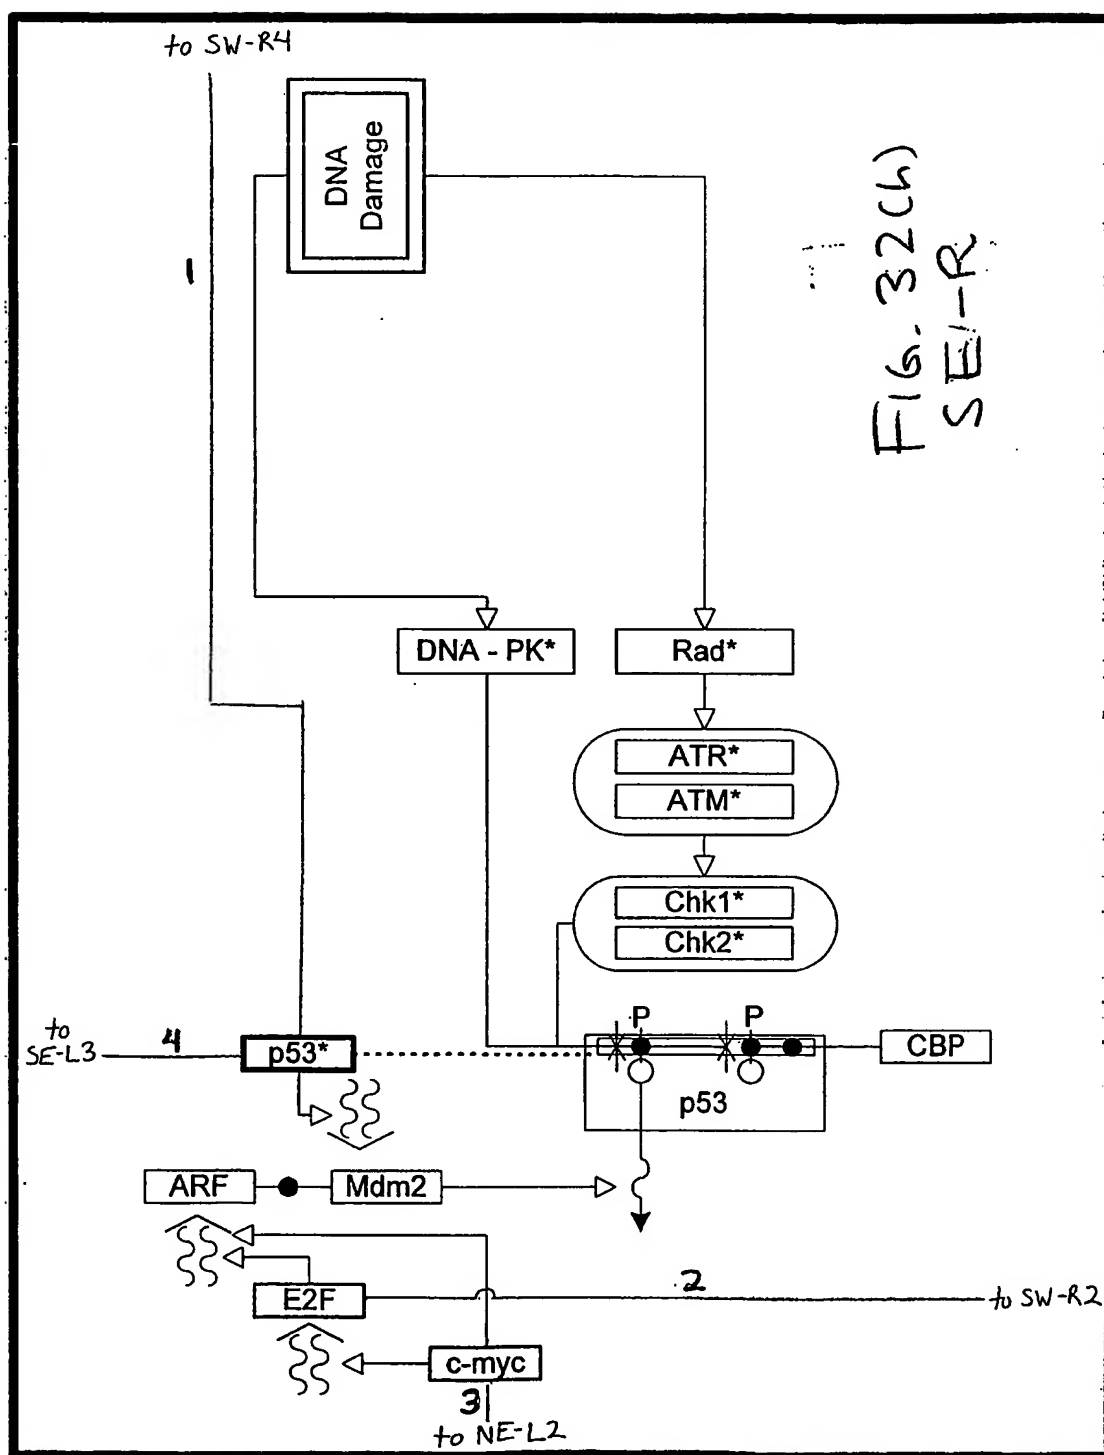 to SW-R4
DNA
Damage
1
FIG. 32(h)
SE-R
DNA - PK*
Rad*
ATR*
ATM*
Chk1*
Chk2*
P
P
to
SE-L3
4
p53*
CBP
p53
ARF
Mdm2
E2F
2
to SW-R2
c-myc
3
to NE-L2